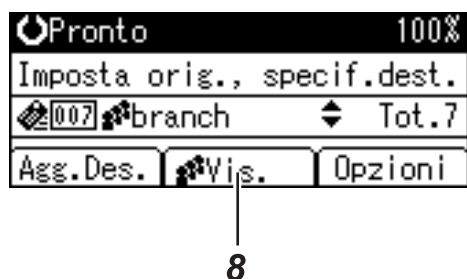 Pronto 100%
Imposta orig., specif.dest.
007 branch Tot.7
Agg.Des. Vis. Opzioni
8